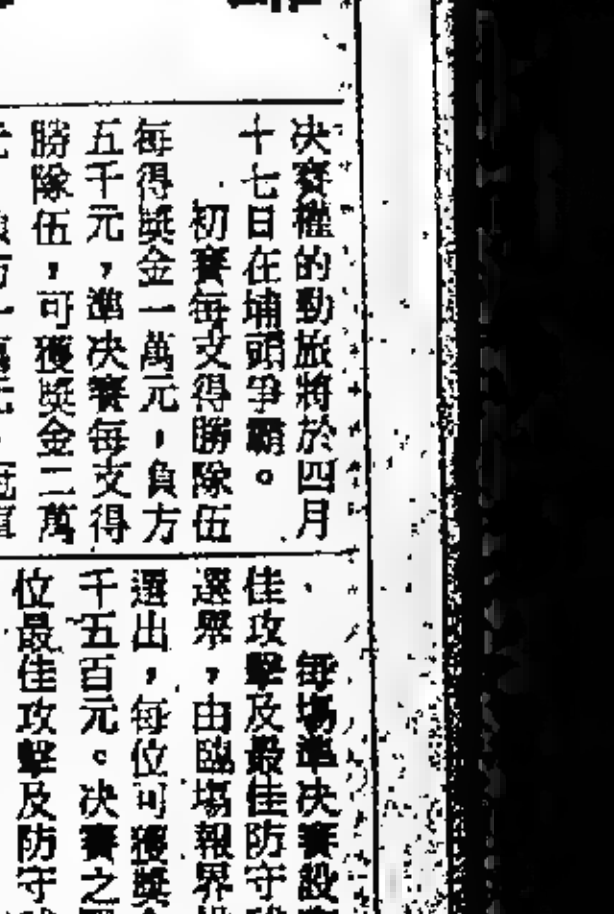 决賽權的勁旅將於四月
十七日在埔頭爭霸。
初賽每支得勝隊伍
每得獎金一萬元，負方
五千元，準决賽每支得
勝隊伍，可獲獎金二萬
每場準决賽設
佳攻擊及最佳防守
選舉，由臨場報界
選出，每位可獲獎
千五百元。决賽之
位最佳攻擊及防守